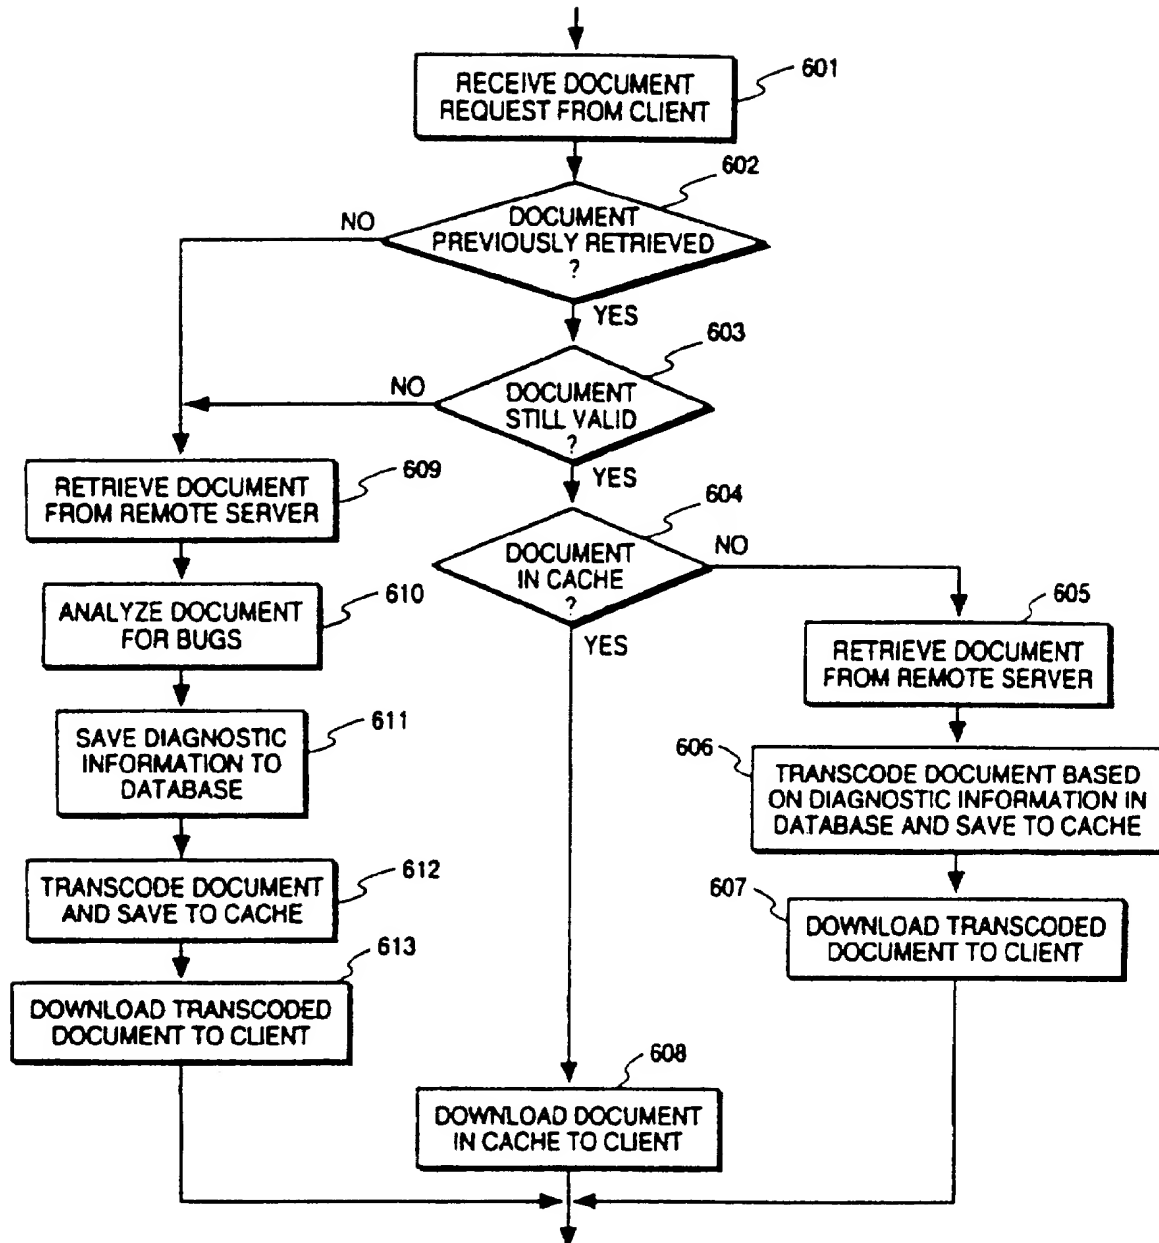 RECEIVE DOCUMENT
REQUEST FROM CLIENT
601
602
DOCUMENT
PREVIOUSLY RETRIEVED
?
NO
YES
603
DOCUMENT
STILL VALID
?
NO
YES
604
DOCUMENT
IN CACHE
?
NO
YES
609
RETRIEVE DOCUMENT
FROM REMOTE SERVER
610
ANALYZE DOCUMENT
FOR BUGS
611
SAVE DIAGNOSTIC
INFORMATION TO
DATABASE
612
TRANSCODE DOCUMENT
AND SAVE TO CACHE
613
DOWNLOAD TRANSCODED
DOCUMENT TO CLIENT
605
RETRIEVE DOCUMENT
FROM REMOTE SERVER
606
TRANSCODE DOCUMENT BASED
ON DIAGNOSTIC INFORMATION IN
DATABASE AND SAVE TO CACHE
607
DOWNLOAD TRANSCODED
DOCUMENT TO CLIENT
608
DOWNLOAD DOCUMENT
IN CACHE TO CLIENT